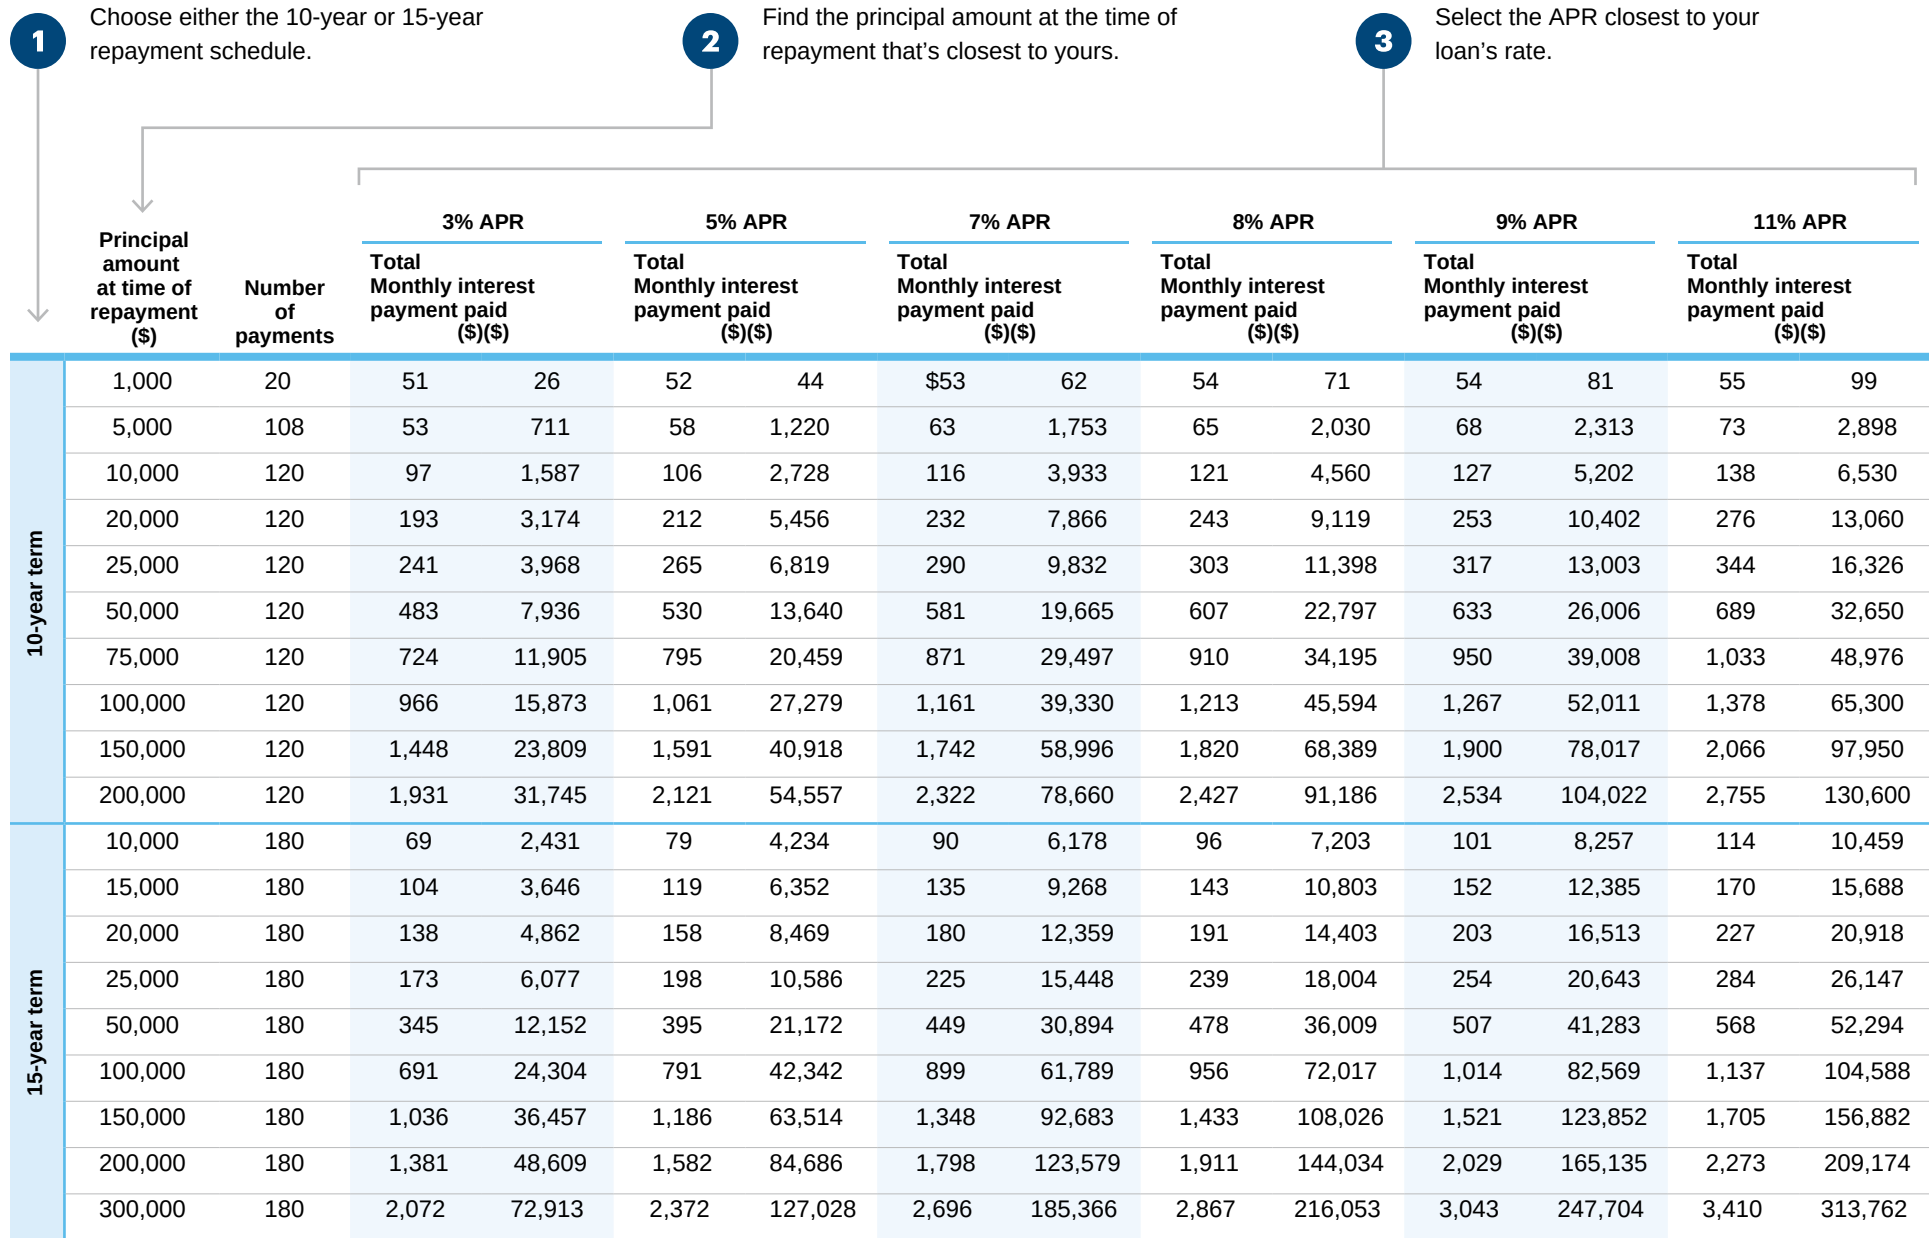 1
Choose either the 10-year or 15-year
repayment schedule.
2
Find the principal amount at the time of
repayment that's closest to yours.
3
Select the APR closest to your
loan's rate.
3% APR 5% APR 7% APR 8% APR 9% APR 11% APR
Principal
amount
at time of
repayment
($)
Number
of
payments
Total
Monthly interest
payment paid
($)($)
Total
Monthly interest
payment paid
($)($)
Total
Monthly interest
payment paid
($)($)
Total
Monthly interest
payment paid
($)($)
Total
Monthly interest
payment paid
($)($)
Total
Monthly interest
payment paid
($)($)
10-year term
1,000 20 51 26 52 44 $53 62 54 71 54 81 55 99
5,000 108 53 711 58 1,220 63 1,753 65 2,030 68 2,313 73 2,898
10,000 120 97 1,587 106 2,728 116 3,933 121 4,560 127 5,202 138 6,530
20,000 120 193 3,174 212 5,456 232 7,866 243 9,119 253 10,402 276 13,060
25,000 120 241 3,968 265 6,819 290 9,832 303 11,398 317 13,003 344 16,326
50,000 120 483 7,936 530 13,640 581 19,665 607 22,797 633 26,006 689 32,650
75,000 120 724 11,905 795 20,459 871 29,497 910 34,195 950 39,008 1,033 48,976
100,000 120 966 15,873 1,061 27,279 1,161 39,330 1,213 45,594 1,267 52,011 1,378 65,300
150,000 120 1,448 23,809 1,591 40,918 1,742 58,996 1,820 68,389 1,900 78,017 2,066 97,950
200,000 120 1,931 31,745 2,121 54,557 2,322 78,660 2,427 91,186 2,534 104,022 2,755 130,600
15-year term
10,000 180 69 2,431 79 4,234 90 6,178 96 7,203 101 8,257 114 10,459
15,000 180 104 3,646 119 6,352 135 9,268 143 10,803 152 12,385 170 15,688
20,000 180 138 4,862 158 8,469 180 12,359 191 14,403 203 16,513 227 20,918
25,000 180 173 6,077 198 10,586 225 15,448 239 18,004 254 20,643 284 26,147
50,000 180 345 12,152 395 21,172 449 30,894 478 36,009 507 41,283 568 52,294
100,000 180 691 24,304 791 42,342 899 61,789 956 72,017 1,014 82,569 1,137 104,588
150,000 180 1,036 36,457 1,186 63,514 1,348 92,683 1,433 108,026 1,521 123,852 1,705 156,882
200,000 180 1,381 48,609 1,582 84,686 1,798 123,579 1,911 144,034 2,029 165,135 2,273 209,174
300,000 180 2,072 72,913 2,372 127,028 2,696 185,366 2,867 216,053 3,043 247,704 3,410 313,762